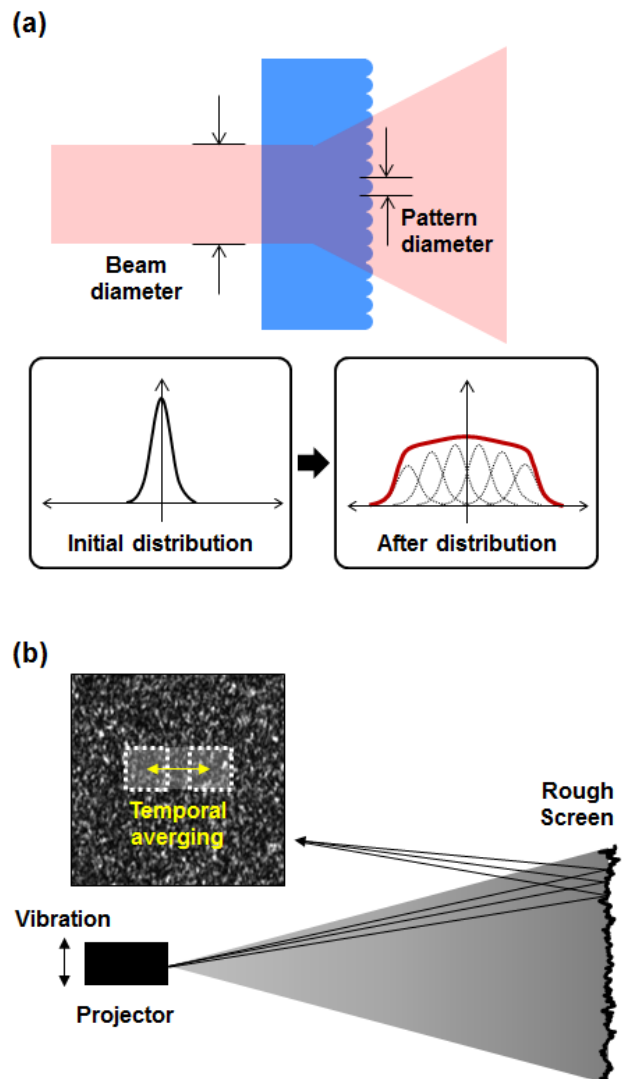 (a)
Beam
diameter
Pattern
diameter
Initial distribution
After distribution
(b)
Temporal
averging
Rough
Screen
Vibration
Projector